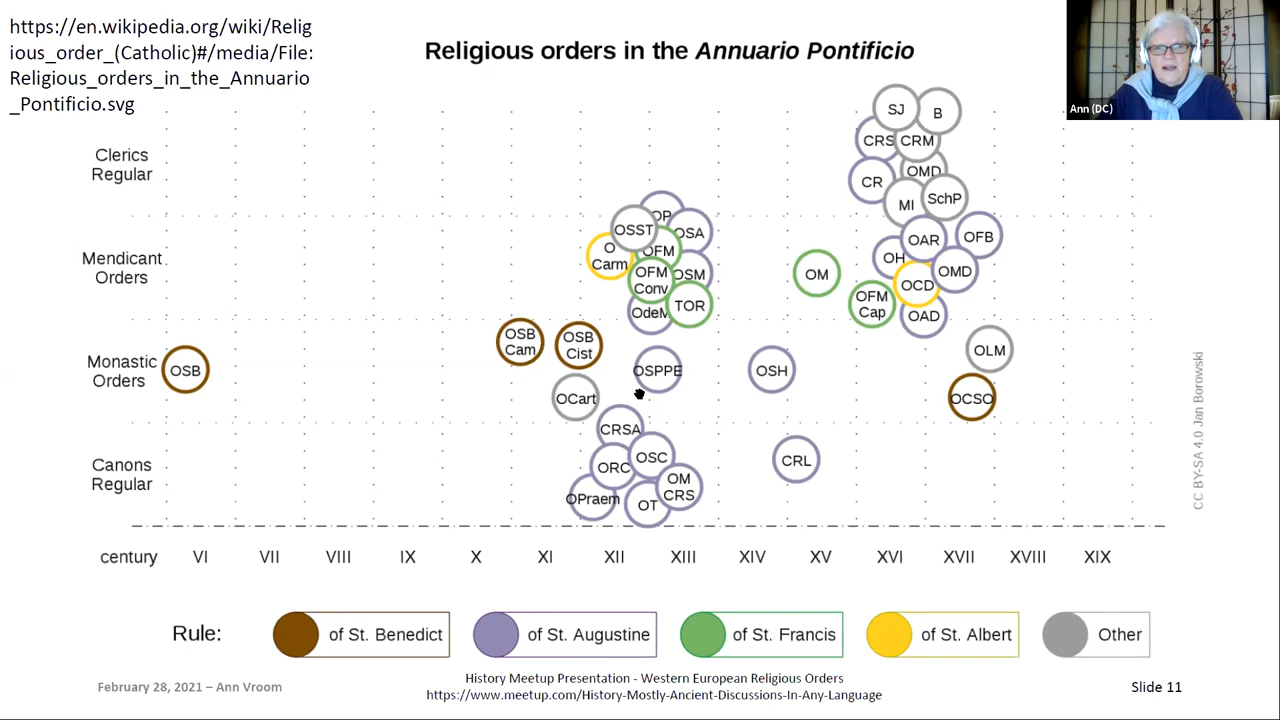 https://en.wikipedia.org/wiki/Relig
ious_order_(Catholic)#/media/File:
Religious_orders_in_the_Annuario
_Pontificio.svg
Religious orders in the Annuario Pontificio
Ann (DC)
Clerics
Regular
SJ
B
CRS
CRM
CR
OMD
MI
SchP
Mendicant
Orders
OP
OSST
OSA
O
Carm
OFM
OFM
Conv
OSM
TOR
OdeM
OM
OAR
OFB
OH
OMD
OCD
OFM
Cap
OAD
Monastic
Orders
OSB
OSB
Cam
OSB
Cist
OCart
OSPPE
OSH
OLM
OCSO
Canons
Regular
CRSA
ORC
OSC
OPraem
OT
OM
CRS
CRL
CC BY-SA 4.0 Jan Borowski
century VI VII VIII IX X XI XII XIII XIV XV XVI XVII XVIII XIX
Rule: of St. Benedict of St. Augustine of St. Francis of St. Albert Other
February 28, 2021 – Ann Vroom
History Meetup Presentation - Western European Religious Orders
https://www.meetup.com/History-Mostly-Ancient-Discussions-In-Any-Language
Slide 11